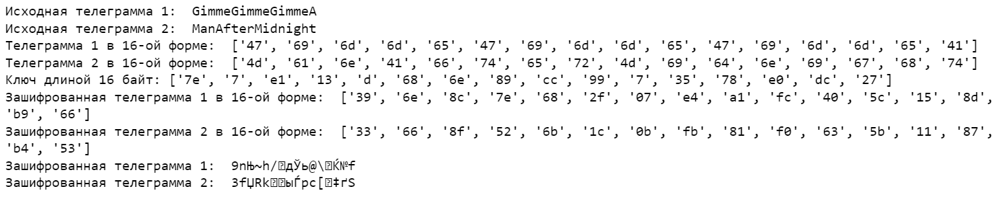 Исходная телеграмма 1:  GimmeGimmeGimmeA
Исходная телеграмма 2:  ManAfterMidnight
Телеграмма 1 в 16-ой форме:  ['47', '69', '6d', '6d', '65', '47', '69', '6d', '6d', '65', '47', '69', '6d', '6d', '65', '41']
Телеграмма 2 в 16-ой форме:  ['4d', '61', '6e', '41', '66', '74', '65', '72', '4d', '69', '64', '6e', '69', '67', '68', '74']
Ключ длиной 16 байт: ['7e', '7', 'e1', '13', 'd', '68', '6e', '89', 'cc', '99', '7', '35', '78', 'e0', 'dc', '27']
Зашифрованная телеграмма 1 в 16-ой форме:  ['39', '6e', '8c', '7e', '68', '2f', '07', 'e4', 'a1', 'fc', '40', '5c', '15', '8d',
'b9', '66']
Зашифрованная телеграмма 2 в 16-ой форме:  ['33', '66', '8f', '52', '6b', '1c', '0b', 'fb', '81', 'f0', '63', '5b', '11', '87',
'b4', '53']
Зашифрованная телеграмма 1:  9nЊ~h/дЎь@\Ќ№f
Зашифрованная телеграмма 2:  3fЏRkыЃрc[‡ґS